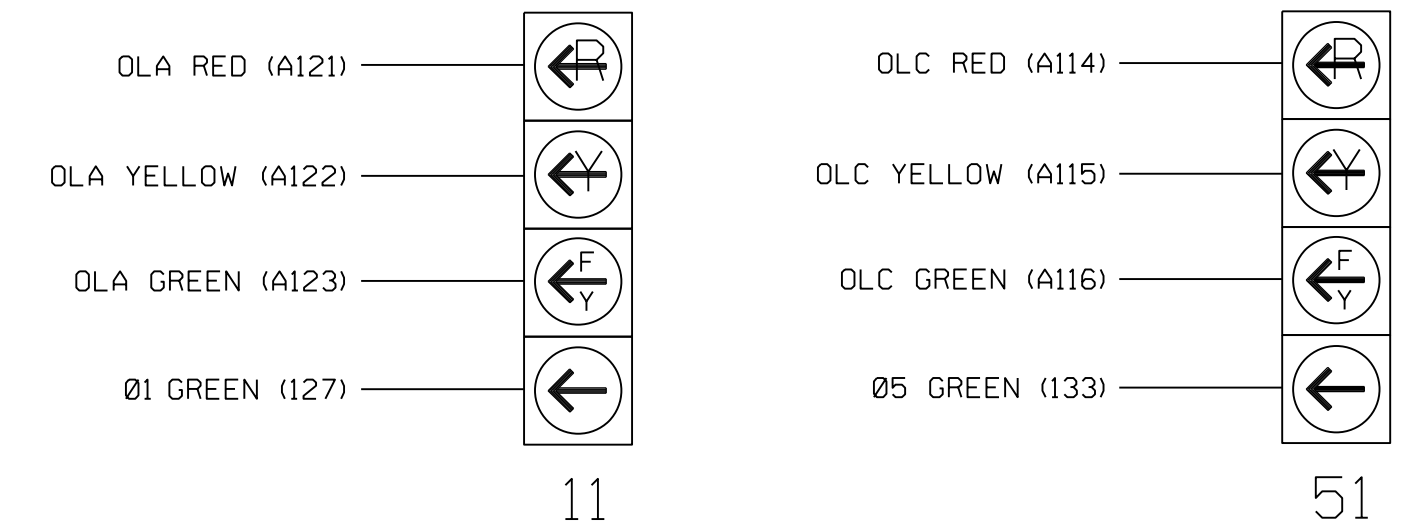 OLA RED (A121)
R
OLA YELLOW (A122)
Y
OLA GREEN (A123)
F
Y
Ø1 GREEN (127)
11
OLC RED (A114)
R
OLC YELLOW (A115)
Y
OLC GREEN (A116)
F
Y
Ø5 GREEN (133)
51